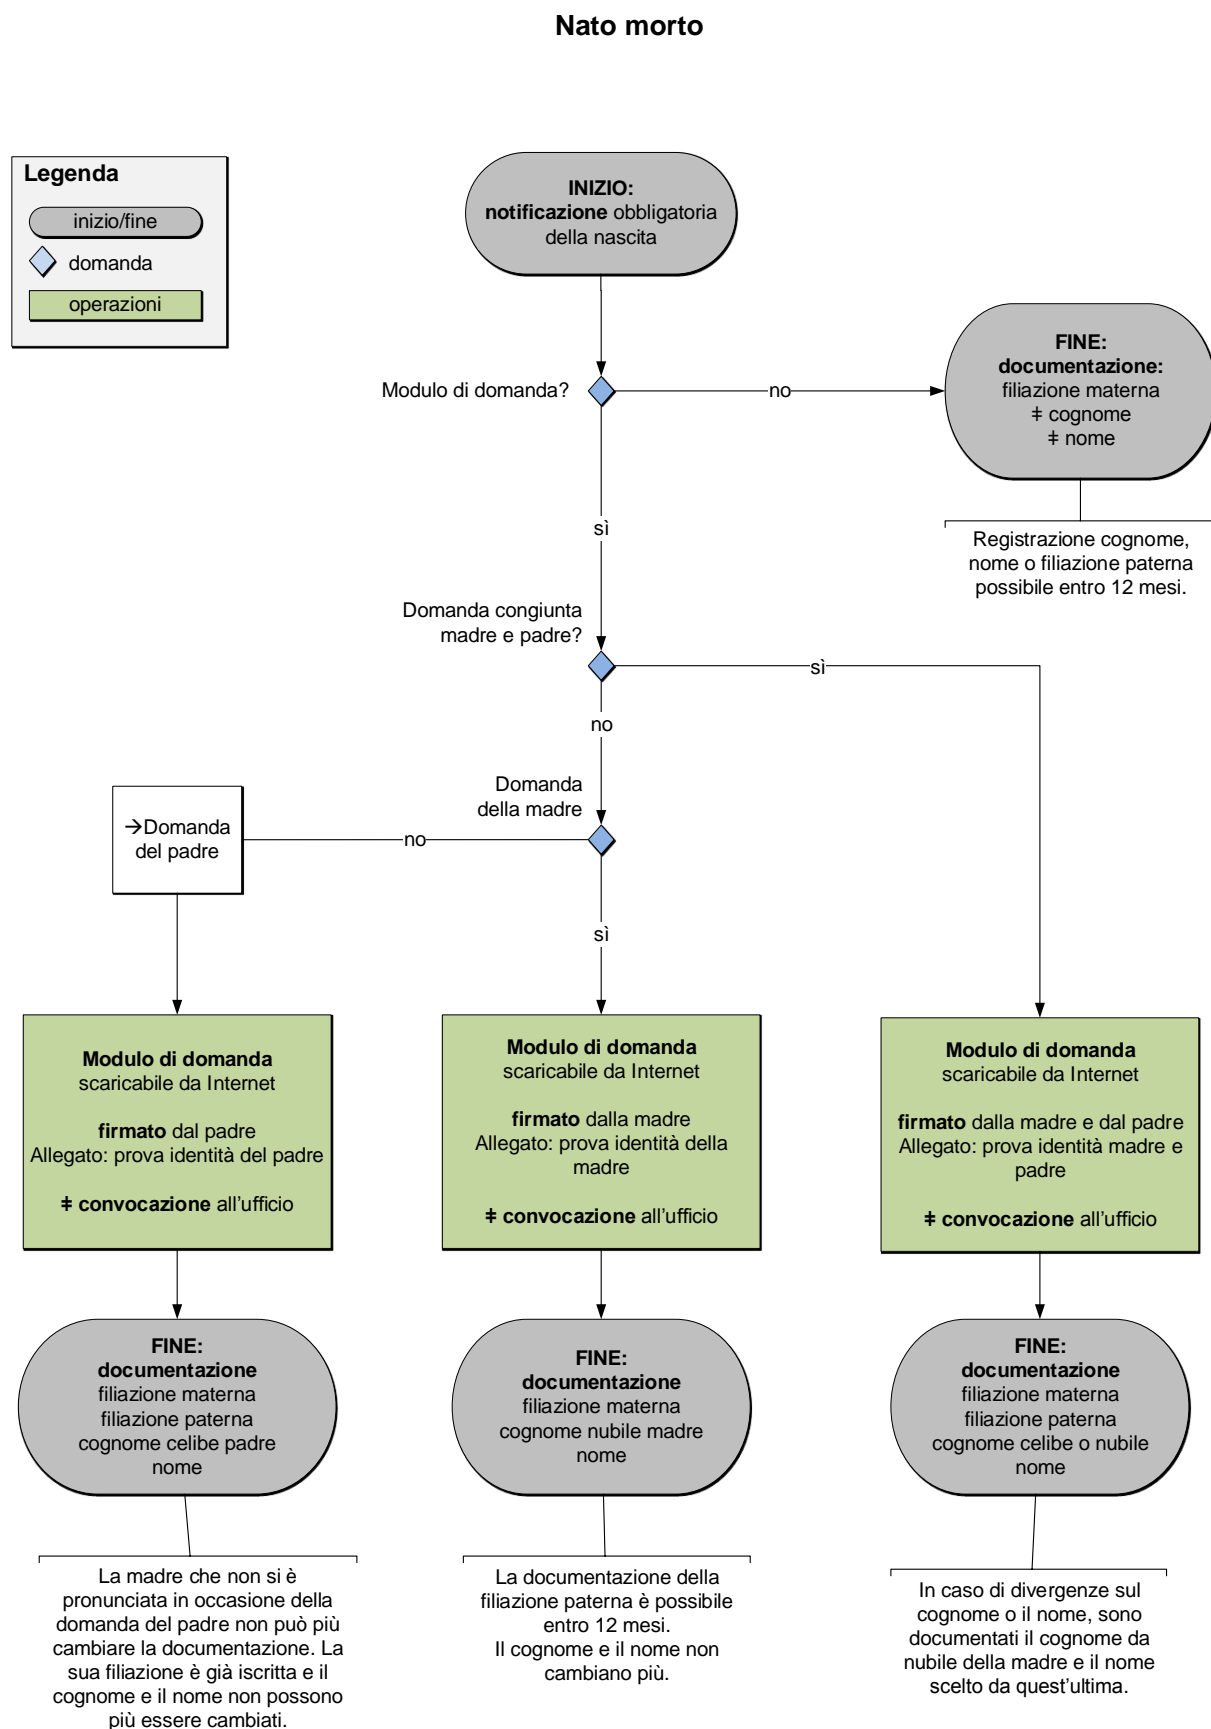 Nato morto
Legenda
inizio/fine
domanda
operazioni
INIZIO:
notificazione obbligatoria
della nascita
Modulo di domanda?
no
FINE:
documentazione:
filiazione materna
ǂ cognome
ǂ nome
Registrazione cognome,
nome o filiazione paterna
possibile entro 12 mesi.
sì
Domanda congiunta
madre e padre?
sì
no
Domanda
della madre
no
→Domanda
del padre
sì
Modulo di domanda
scaricabile da Internet
firmato dal padre
Allegato: prova identità del padre
ǂ convocazione all’ufficio
Modulo di domanda
scaricabile da Internet
firmato dalla madre
Allegato: prova identità della
madre
ǂ convocazione all’ufficio
Modulo di domanda
scaricabile da Internet
firmato dalla madre e dal padre
Allegato: prova identità madre e
padre
ǂ convocazione all’ufficio
FINE:
documentazione
filiazione materna
filiazione paterna
cognome celibe padre
nome
FINE:
documentazione
filiazione materna
cognome nubile madre
nome
FINE:
documentazione
filiazione materna
filiazione paterna
cognome celibe o nubile
nome
La madre che non si è
pronunciata in occasione della
domanda del padre non può più
cambiare la documentazione. La
sua filiazione è già iscritta e il
cognome e il nome non possono
più essere cambiati.
La documentazione della
filiazione paterna è possibile
entro 12 mesi.
Il cognome e il nome non
cambiano più.
In caso di divergenze sul
cognome o il nome, sono
documentati il cognome da
nubile della madre e il nome
scelto da quest’ultima.